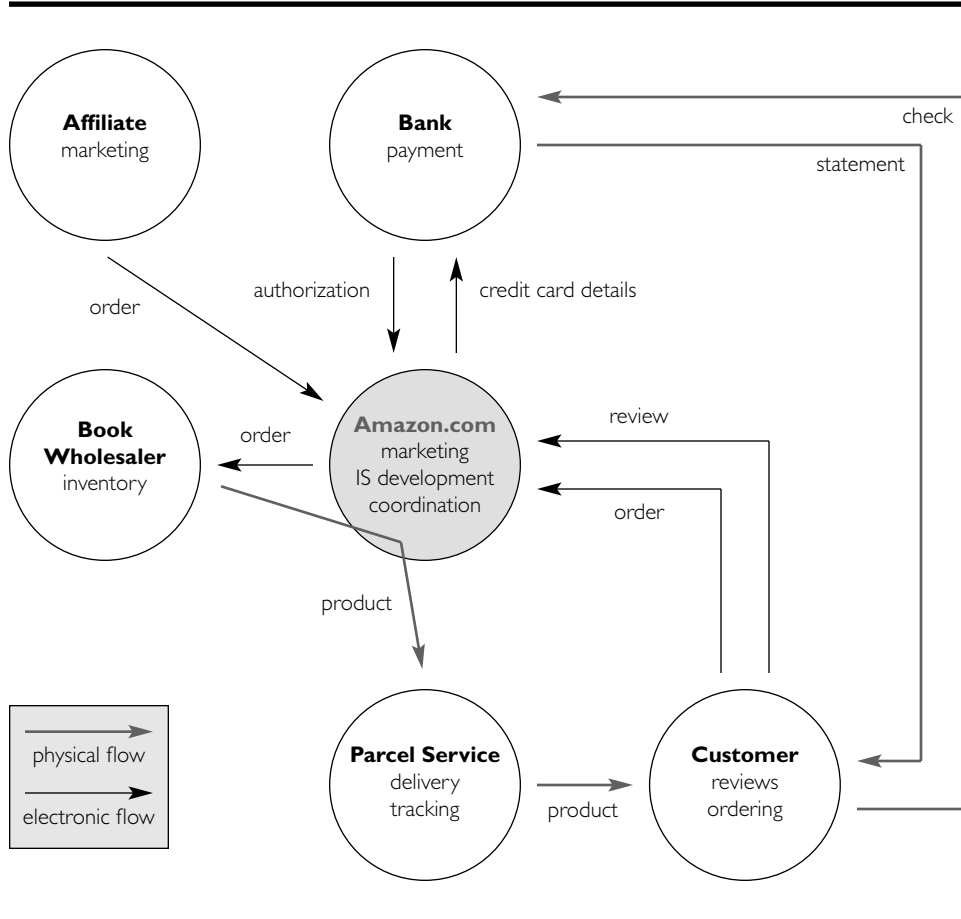 Affiliate
marketing
Bank
payment
check
statement
order
authorization
credit card details
Book
Wholesaler
inventory
order
Amazon.com
marketing
IS development
coordination
review
order
product
physical flow
electronic flow
Parcel Service
delivery
tracking
product
Customer
reviews
ordering